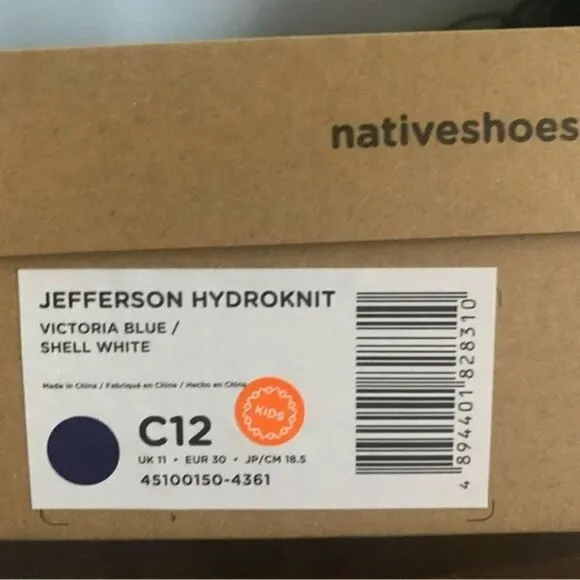 nativeshoes
JEFFERSON HYDROKNIT
VICTORIA BLUE /
SHELL WHITE
Made in China / Fabriqué en Chine / Hecho en China
KIDS
C12
UK 11 • EUR 30 • JP/CM 18.5
45100150-4361
4 894401 828310